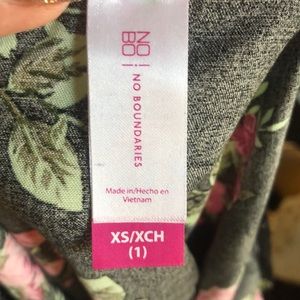 NO!
BO!
NO BOUNDARIES
Made in/Hecho en
Vietnam
XS/XCH
(1)